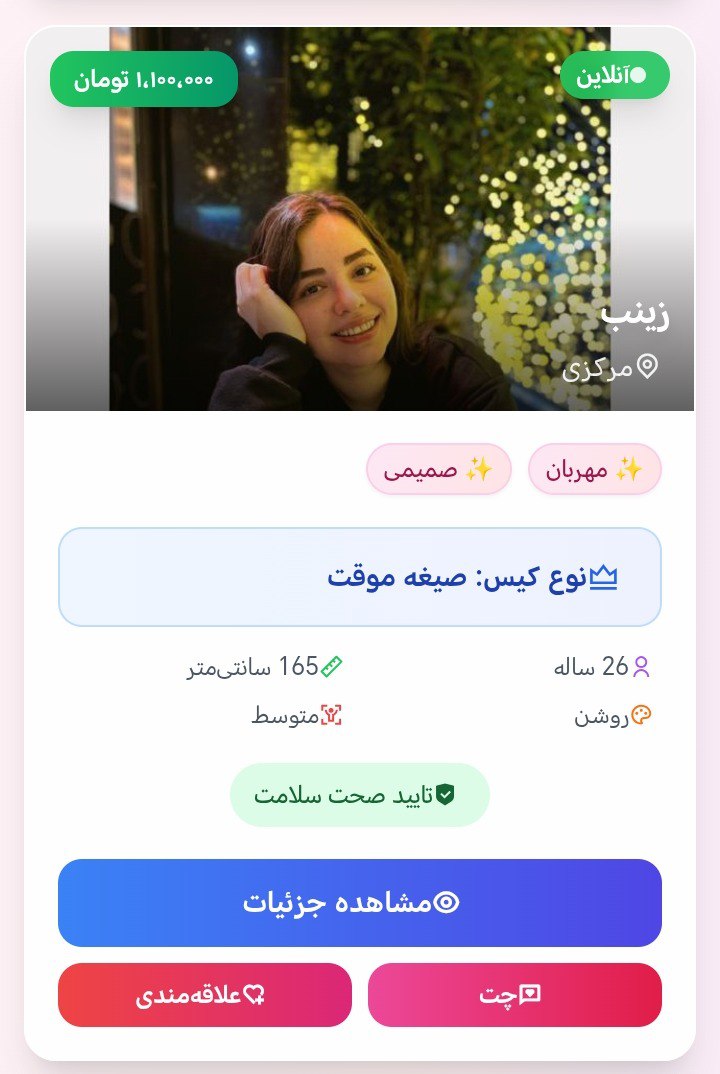 آنلاین
۱،۱۰۰،۰۰۰ تومان
زینب
مرکزی
✨ مهربان
✨ صمیمی
نوع کیس: صیغه موقت
26 ساله
165 سانتی‌متر
روشن
متوسط
تایید صحت سلامت
مشاهده جزئیات
چت
علاقه‌مندی